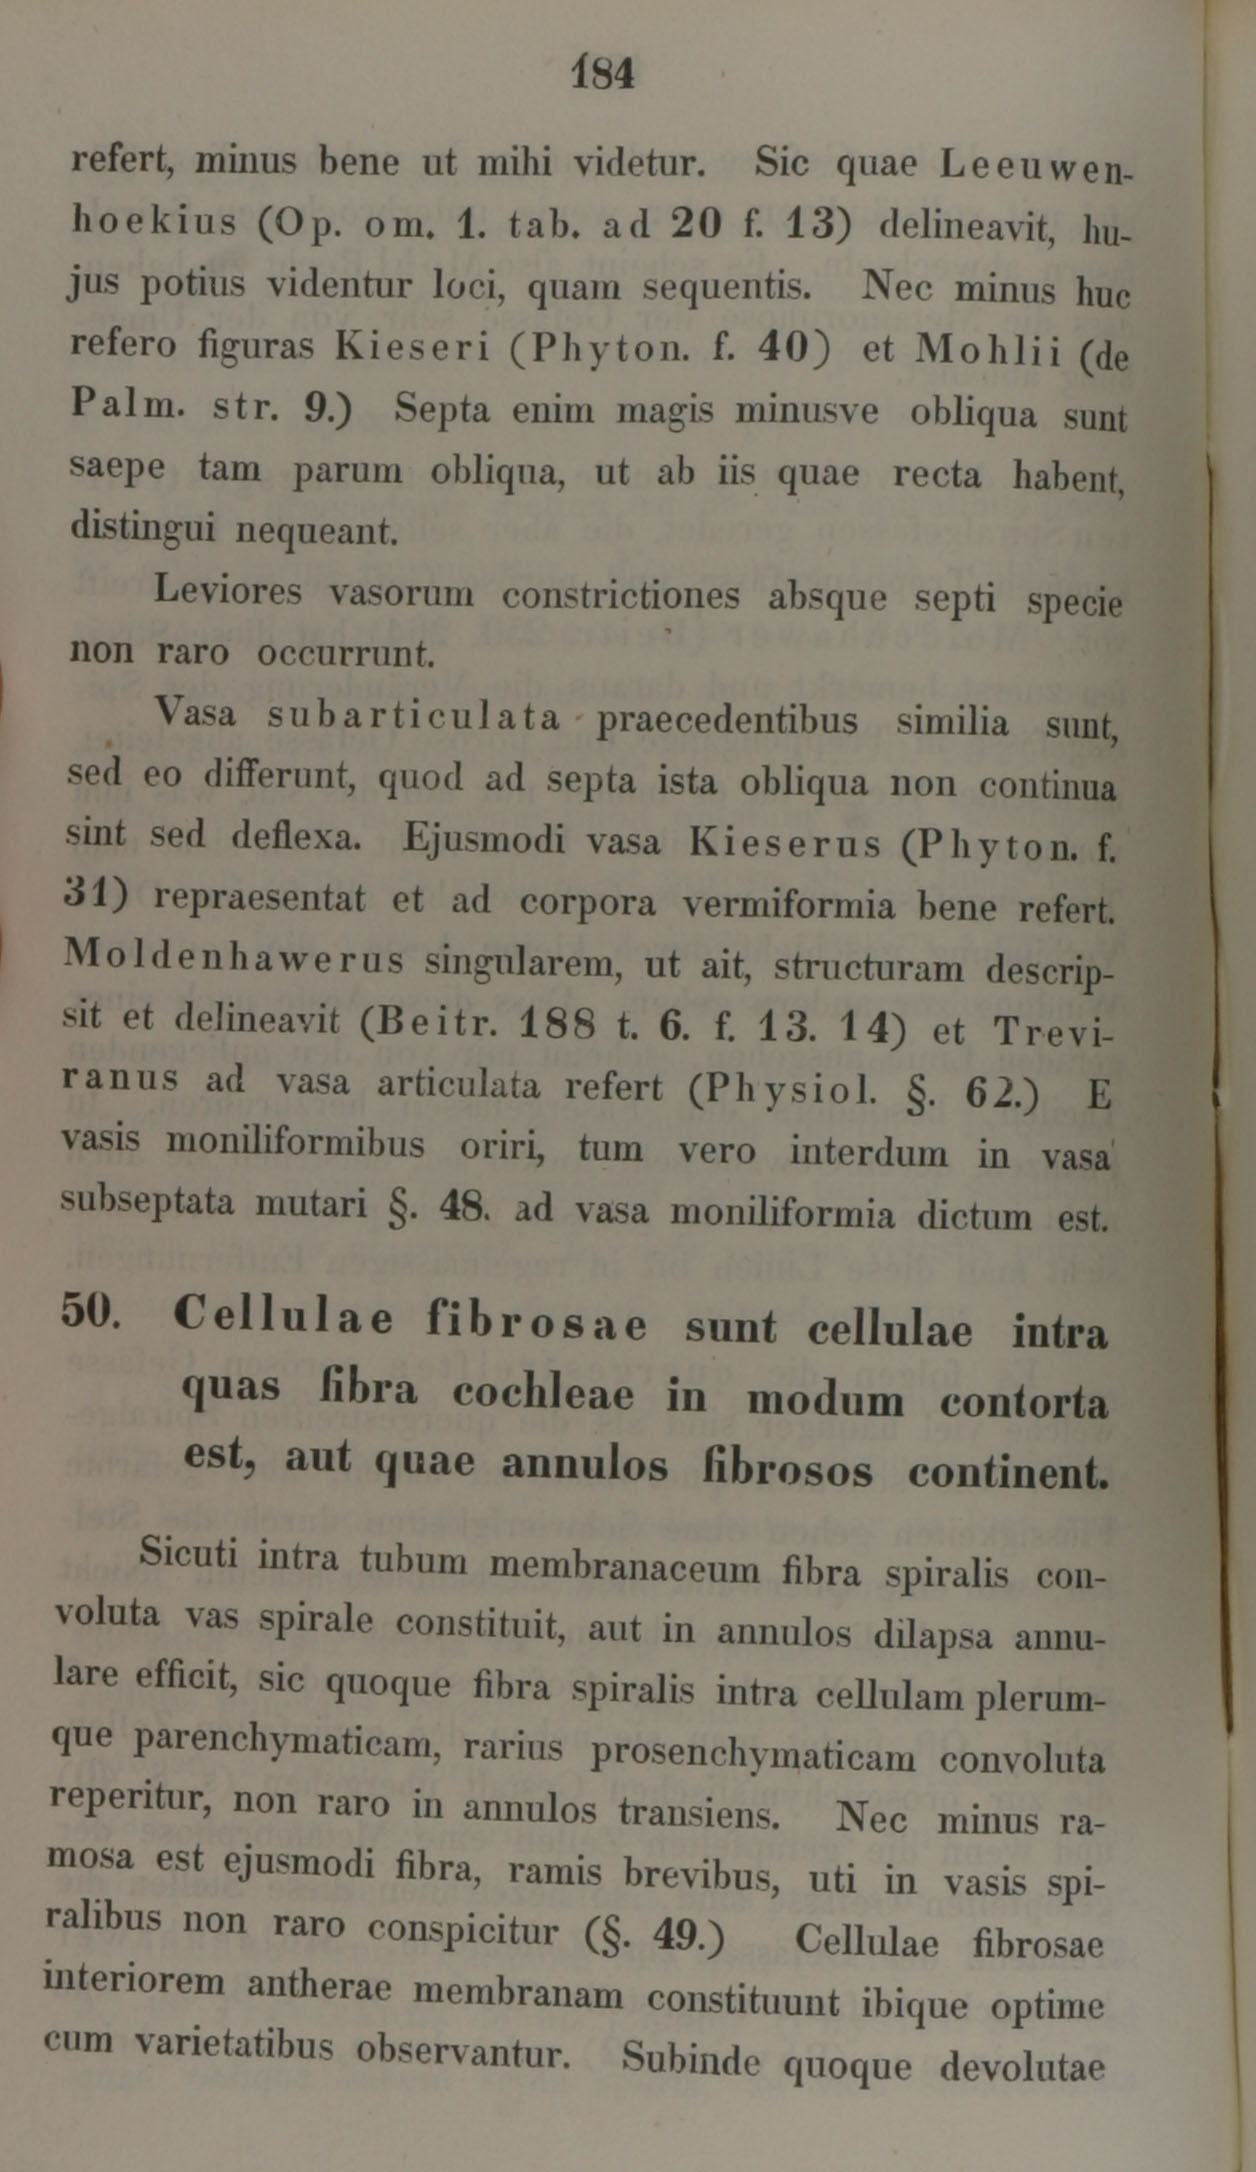 184
refert, minus bene ut mihi videtur. Sic quae Leeuwen-
hoekius (Op. om. 1. tab. ad 20 f. 13) delineavit, hu-
jus potius videntur loci, quam sequentis. Nec minus huc
refero figuras Kieseri (Phyton. f. 40) et Mohlii (de
Palm. str. 9.) Septa enim magis minusve obliqua sunt
saepe tam parum obliqua, ut ab iis quae recta habent,
distingui nequeant.
Leviores vasorum constrictiones absque septi specie
non raro occurrunt.
Vasa subarticulata praecedentibus similia sunt,
sed eo differunt, quod ad septa ista obliqua non continua
sint sed deflexa. Ejusmodi vasa Kieserus (Phyton. f.
31) repraesentat et ad corpora vermiformia bene refert.
Moldenhawerus singularem, ut ait, structuram descrip-
sit et delineavit (Beitr. 188 t. 6. f. 13. 14) et Trevi-
ranus ad vasa articulata refert (Physiol. §. 62.) E
vasis moniliformibus oriri, tum vero interdum in vasa
subseptata mutari §. 48. ad vasa moniliformia dictum est.
50. Cellulae fibrosae sunt cellulae intra
quas fibra cochleae in modum contorta
est, aut quae annulos fibrosos continent.
Sicuti intra tubum membranaceum fibra spiralis con-
voluta vas spirale constituit, aut in annulos dilapsa annu-
lare efficit, sic quoque fibra spiralis intra cellulam plerum-
que parenchymaticam, rarius prosenchymaticam convoluta
reperitur, non raro in annulos transiens. Nec minus ra-
mosa est ejusmodi fibra, ramis brevibus, uti in vasis spi-
ralibus non raro conspicitur (§. 49.) Cellulae fibrosae
interiorem antherae membranam constituunt ibique optime
cum varietatibus observantur. Subinde quoque devolutae